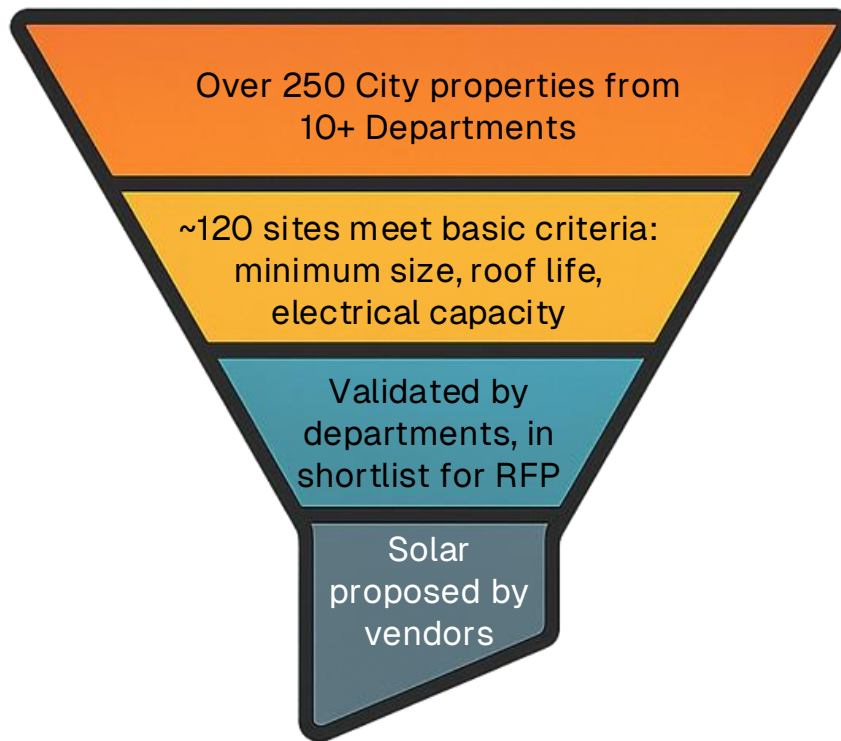 Over 250 City properties from
10+ Departments
~120 sites meet basic criteria:
minimum size, roof life,
electrical capacity
Validated by
departments, in
shortlist for RFP
Solar
proposed by
vendors